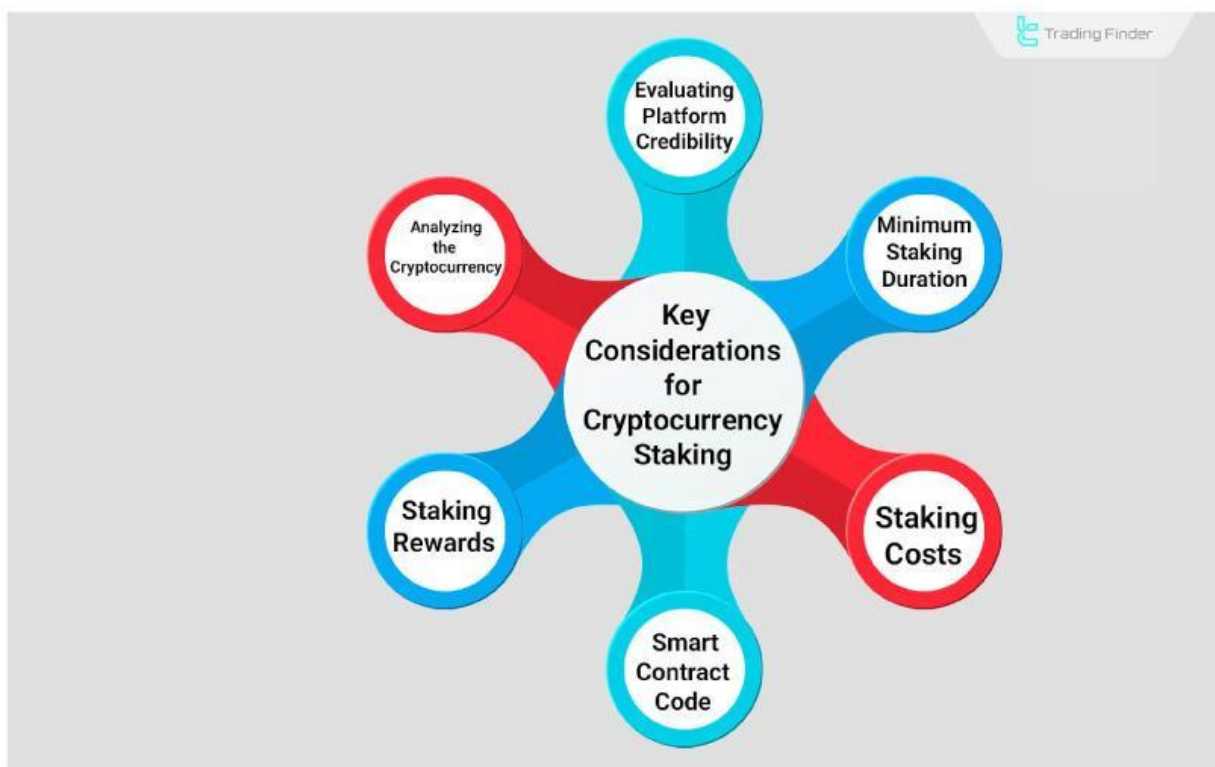 Trading Finder
Evaluating
Platform
Credibility
Analyzing
the
Cryptocurrency
Minimum
Staking
Duration
Key
Considerations
for
Cryptocurrency
Staking
Staking
Rewards
Staking
Costs
Smart
Contract
Code